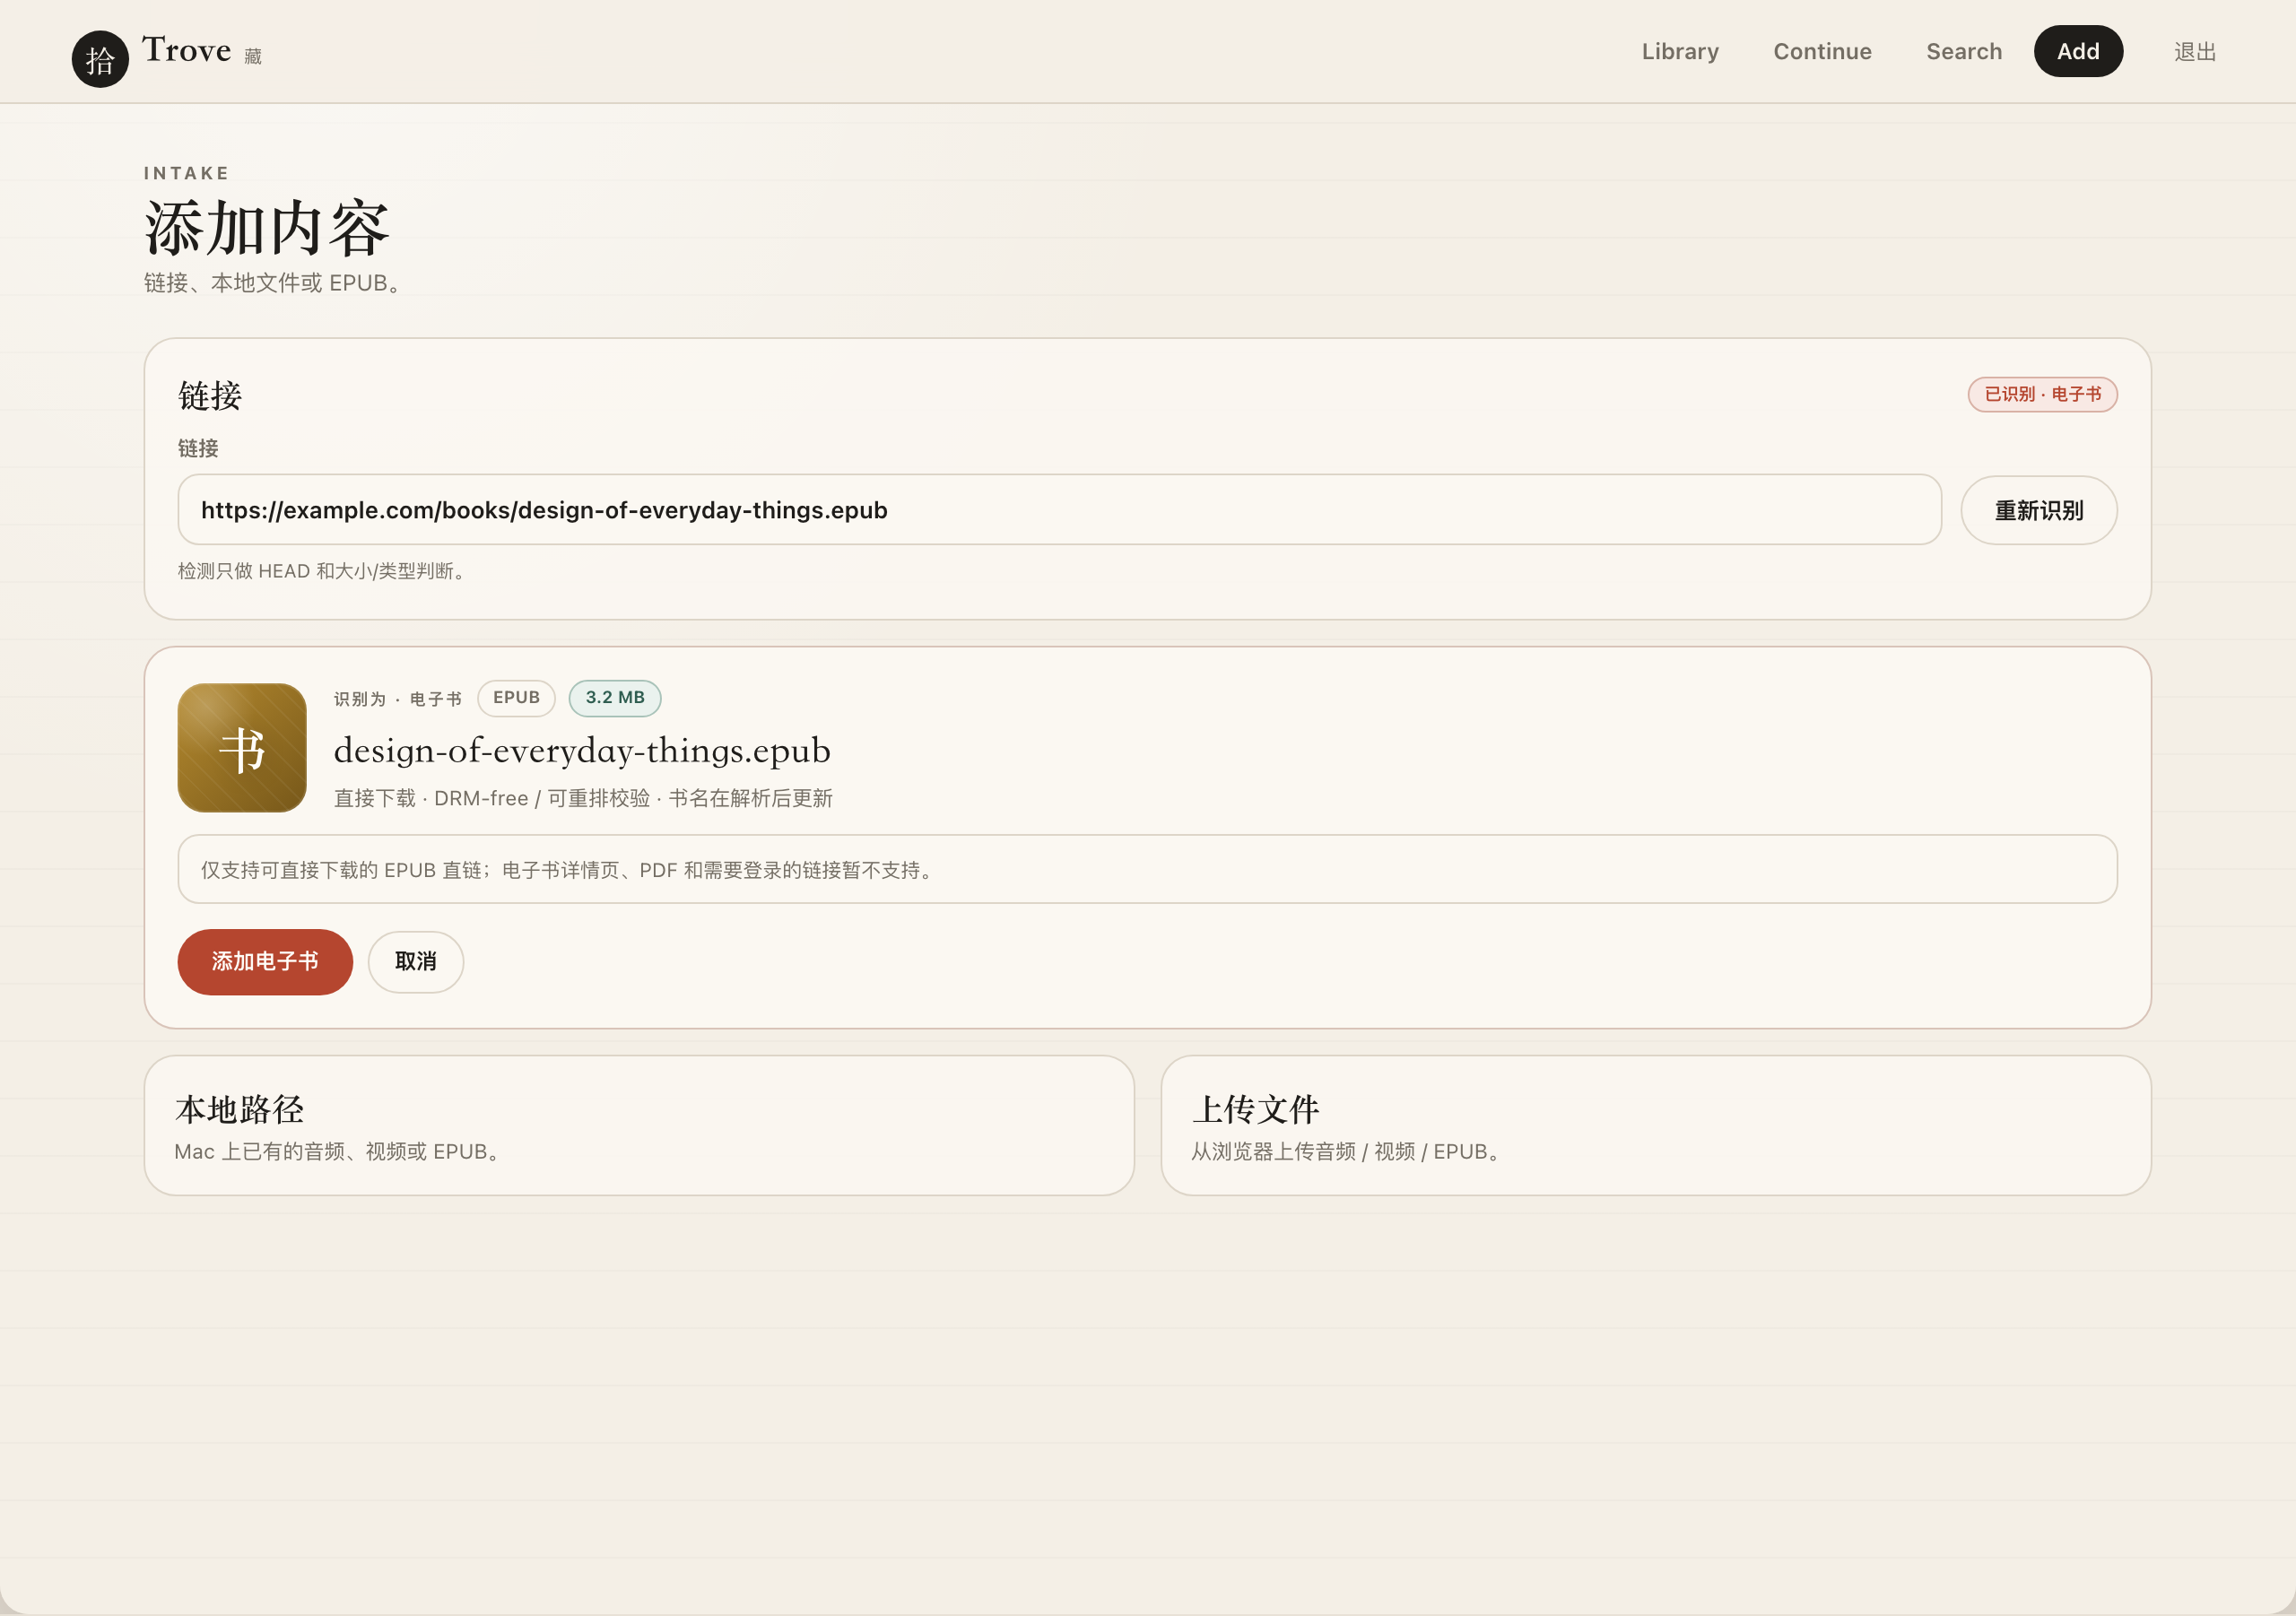 拾 Trove 藏 Library Continue Search Add 退出
INTAKE
添加内容
链接、本地文件或 EPUB。
链接 已识别 · 电子书
链接
https://example.com/books/design-of-everyday-things.epub 重新识别
检测只做 HEAD 和大小/类型判断。
书 识别为 · 电子书 EPUB 3.2 MB
design-of-everyday-things.epub
直接下载 · DRM-free / 可重排校验 · 书名在解析后更新
仅支持可直接下载的 EPUB 直链；电子书详情页、PDF 和需要登录的链接暂不支持。
添加电子书 取消
本地路径
Mac 上已有的音频、视频或 EPUB。
上传文件
从浏览器上传音频 / 视频 / EPUB。